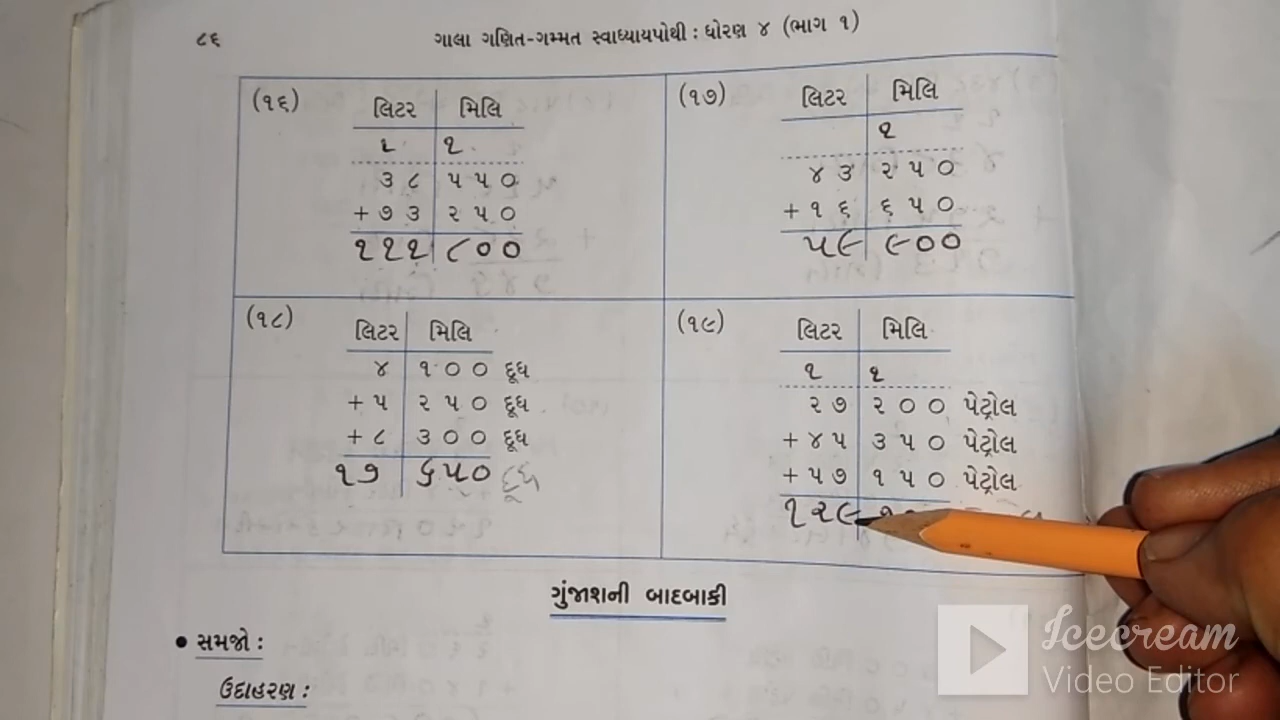 ૮૬
ગાલા ગણિત-ગમ્મત સ્વાધ્યાયપોથી : ધોરણ ૪ (ભાગ ૧)
(૧૬)
લિટર મિલિ
૧ ૧
૩૮ ૫૫૦
+ ૭૩ ૨૫૦
૧૧૧ ૮૦૦
(૧૭)
લિટર મિલિ
૧
૪૩ ૨૫૦
+ ૧૬ ૬૫૦
૫૯ ૯૦૦
(૧૮)
લિટર મિલિ
૪ ૧૦૦ દૂધ
+ ૫ ૨૫૦ દૂધ
+ ૮ ૩૦૦ દૂધ
૧૭ ૬૫૦ દૂધ
(૧૯)
લિટર મિલિ
૧ ૧
૨૭ ૨૦૦ પેટ્રોલ
+ ૪૫ ૩૫૦ પેટ્રોલ
+ ૫૭ ૧૫૦ પેટ્રોલ
૧૨૯
ગુંજાશની બાદબાકી
• સમજો :
ઉદાહરણ :
Icecream
Video Editor